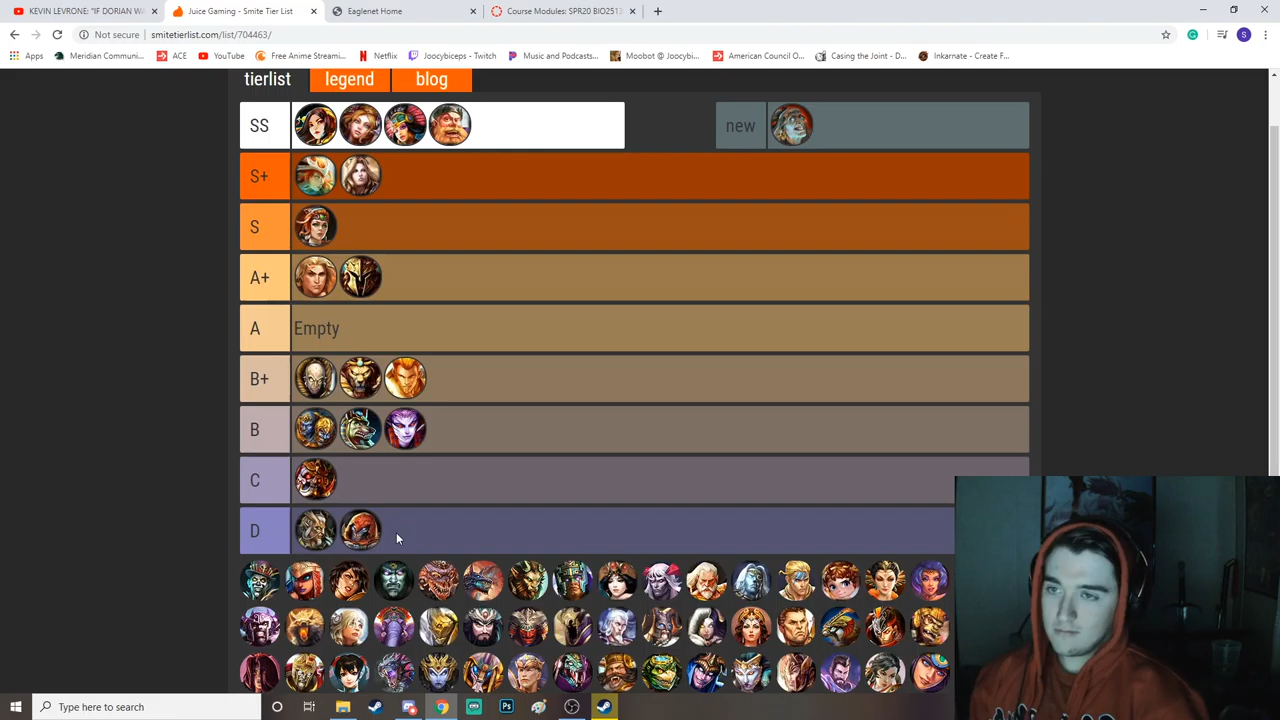 KEVIN LEVRONE: "IF DORIAN WA
Juice Gaming - Smite Tier List
Eaglenet Home
Course Modules: SPR20 BIO2513
Not secure | smitetierlist.com/list/704463/
S
Apps
Meridian Communi...
ACE
YouTube
Free Anime Streami...
Netflix
Joocybiceps - Twitch
Music and Podcasts...
Moobot @ Joocybi...
American Council O...
Casing the Joint - D...
Inkarnate - Create F...
tierlist
legend
blog
SS
new
S+
S
A+
A
Empty
B+
B
C
D
Type here to search